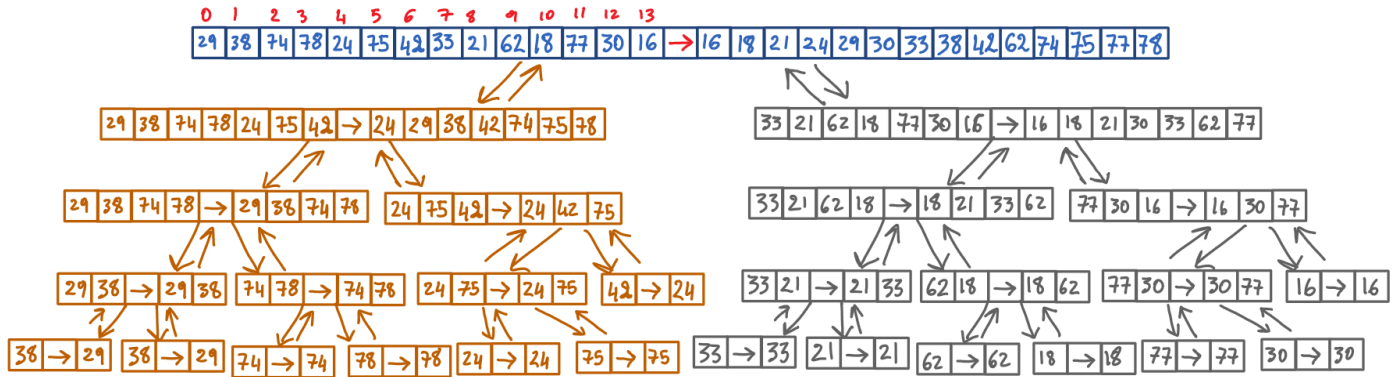 0 1 2 3 4 5 6 7 8 9 10 11 12 13
29 38 74 78 24 75 42 33 21 62 18 77 30 16 → 16 18 21 24 29 30 33 38 42 62 74 75 77 78
29 38 74 78 24 75 42 → 24 29 38 42 74 75 78
33 21 62 18 77 30 16 → 16 18 21 30 33 62 77
29 38 74 78 → 29 38 74 78
24 75 42 → 24 42 75
33 21 62 18 → 18 21 33 62
77 30 16 → 16 30 77
29 38 → 29 38
74 78 → 74 78
24 75 → 24 75
42 → 24
33 21 → 21 33
62 18 → 18 62
77 30 → 30 77
16 → 16
38 → 29
38 → 29
74 → 74
78 → 78
24 → 24
75 → 75
33 → 33
21 → 21
62 → 62
18 → 18
77 → 77
30 → 30